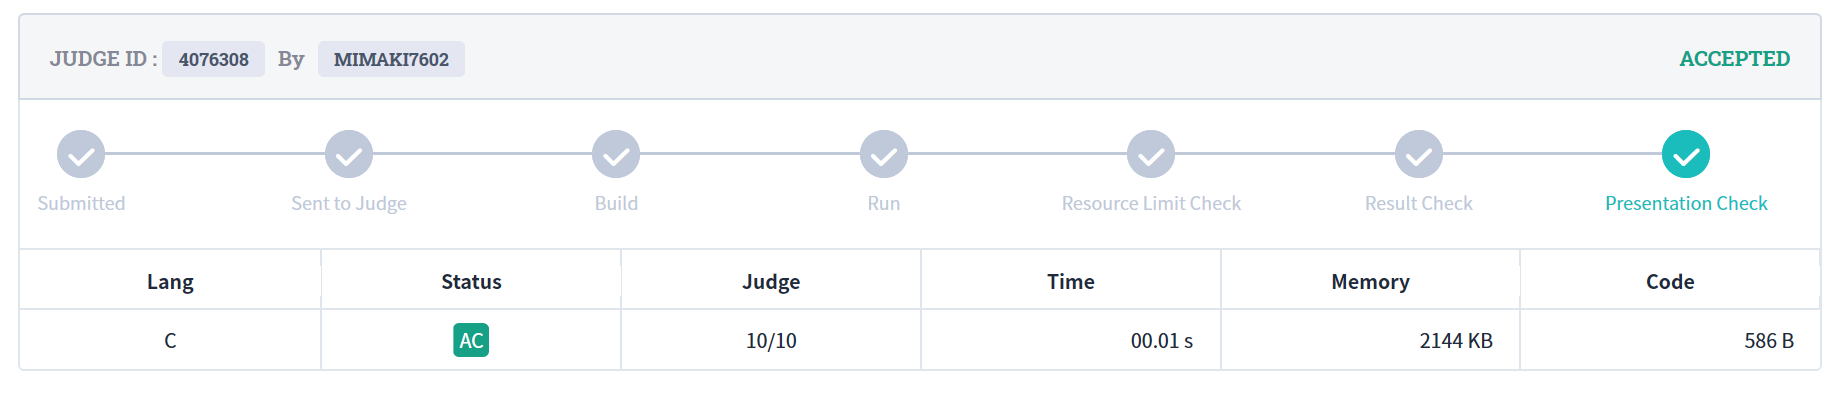 JUDGE ID : 4076308 By MIMAKI7602 ACCEPTED
Submitted Sent to Judge Build Run Resource Limit Check Result Check Presentation Check
Lang Status Judge Time Memory Code
C AC 10/10 00.01 s 2144 KB 586 B